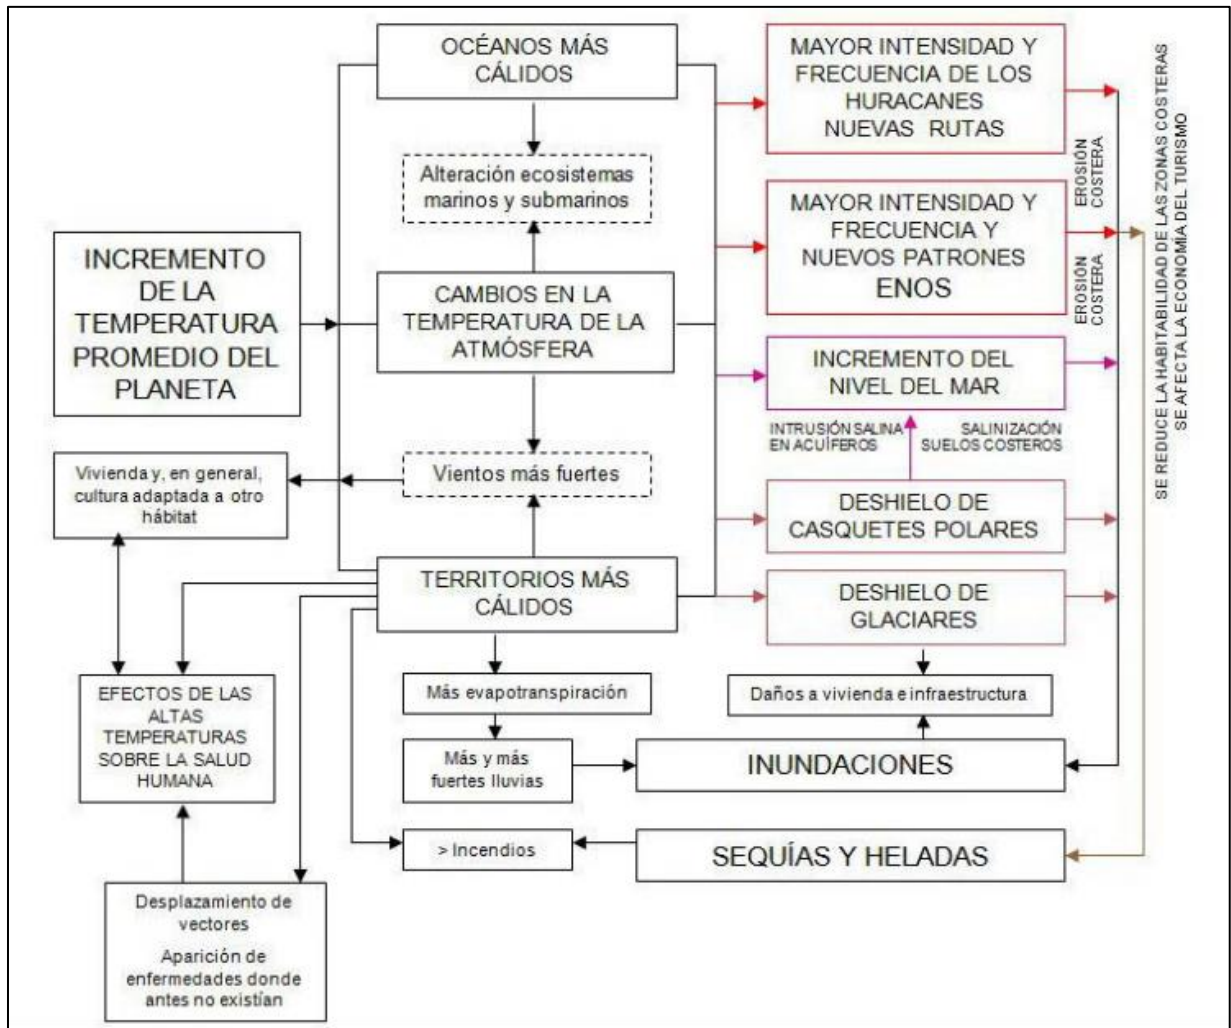 OCÉANOS MÁS
CÁLIDOS
MAYOR INTENSIDAD Y
FRECUENCIA DE LOS
HURACANES
NUEVAS RUTAS
Alteración ecosistemas
marinos y submarinos
EROSIÓN
COSTERA
MAYOR INTENSIDAD Y
FRECUENCIA Y
NUEVOS PATRONES
ENOS
INCREMENTO
DE LA
TEMPERATURA
PROMEDIO DEL
PLANETA
CAMBIOS EN LA
TEMPERATURA DE LA
ATMÓSFERA
EROSIÓN
COSTERA
SE REDUCE LA HABITABILIDAD DE LAS ZONAS COSTERAS
SE AFECTA LA ECONOMÍA DEL TURISMO
INCREMENTO DEL
NIVEL DEL MAR
INTRUSIÓN SALINA
EN ACUÍFEROS
SALINIZACIÓN
SUELOS COSTEROS
Vivienda y, en general,
cultura adaptada a otro
hábitat
Vientos más fuertes
DESHIELO DE
CASQUETES POLARES
TERRITORIOS MÁS
CÁLIDOS
DESHIELO DE
GLACIARES
EFECTOS DE LAS
ALTAS
TEMPERATURAS
SOBRE LA SALUD
HUMANA
Más evapotranspiración
Daños a vivienda e infraestructura
Más y más
fuertes lluvias
INUNDACIONES
> Incendios
SEQUÍAS Y HELADAS
Desplazamiento de
vectores
Aparición de
enfermedades donde
antes no existían